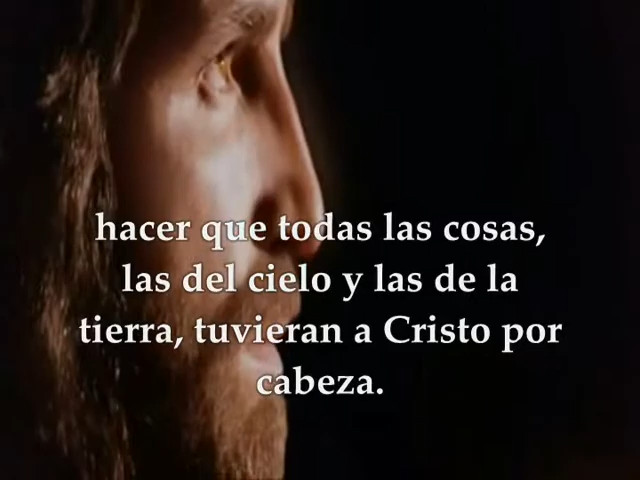 hacer que todas las cosas,
las del cielo y las de la
tierra, tuvieran a Cristo por
cabeza.